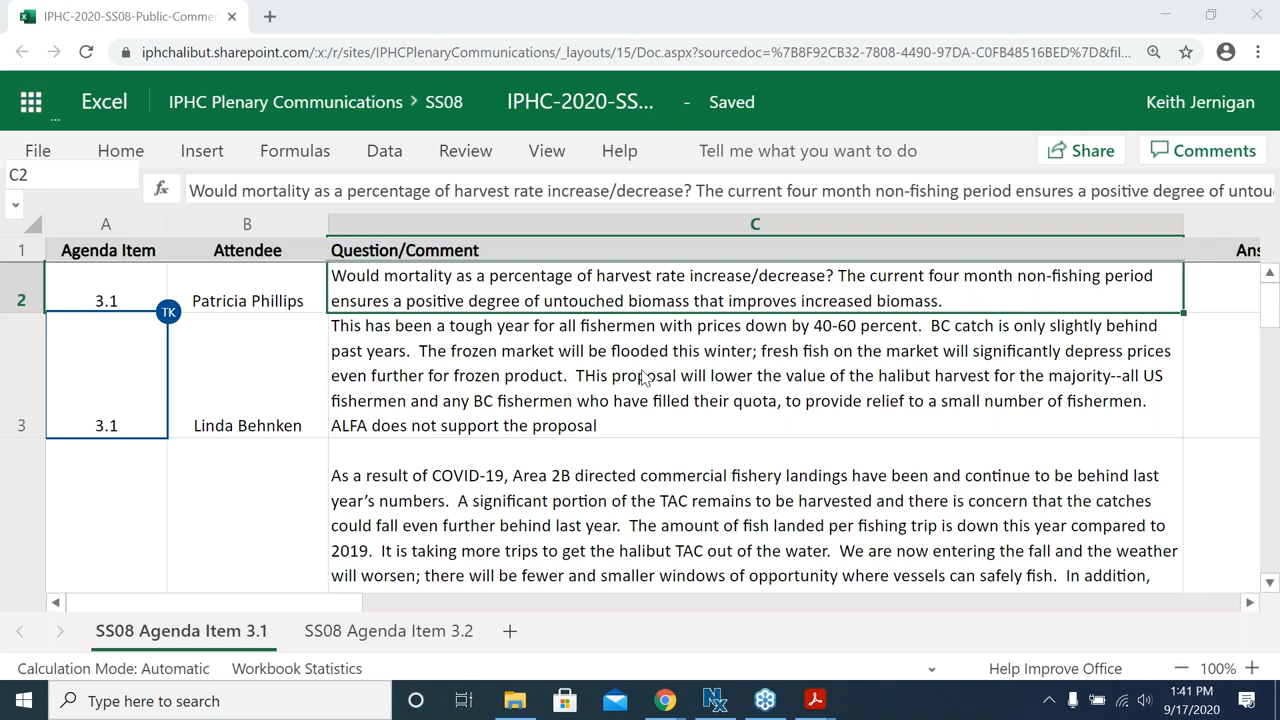 IPHC-2020-SS08-Public-Commen
iphchalibut.sharepoint.com/:x:/r/sites/IPHCPlenaryCommunications/_layouts/15/Doc.aspx?sourcedoc=%7B8F92CB32-7808-4490-97DA-C0FB48516BED%7D&fil...
Excel IPHC Plenary Communications > SS08 IPHC-2020-SS... - Saved Keith Jernigan
File Home Insert Formulas Data Review View Help Tell me what you want to do Share Comments
C2
fx Would mortality as a percentage of harvest rate increase/decrease? The current four month non-fishing period ensures a positive degree of untou
A B C
1 Agenda Item Attendee Question/Comment Ans
Would mortality as a percentage of harvest rate increase/decrease? The current four month non-fishing period
2 3.1 Patricia Phillips ensures a positive degree of untouched biomass that improves increased biomass.
TK
This has been a tough year for all fishermen with prices down by 40-60 percent. BC catch is only slightly behind
past years. The frozen market will be flooded this winter; fresh fish on the market will significantly depress prices
even further for frozen product. THis proposal will lower the value of the halibut harvest for the majority--all US
fishermen and any BC fishermen who have filled their quota, to provide relief to a small number of fishermen.
3 3.1 Linda Behnken ALFA does not support the proposal
As a result of COVID-19, Area 2B directed commercial fishery landings have been and continue to be behind last
year's numbers. A significant portion of the TAC remains to be harvested and there is concern that the catches
could fall even further behind last year. The amount of fish landed per fishing trip is down this year compared to
2019. It is taking more trips to get the halibut TAC out of the water. We are now entering the fall and the weather
will worsen; there will be fewer and smaller windows of opportunity where vessels can safely fish. In addition,
SS08 Agenda Item 3.1 SS08 Agenda Item 3.2
Calculation Mode: Automatic Workbook Statistics Help Improve Office 100%
Type here to search 1:41 PM
9/17/2020